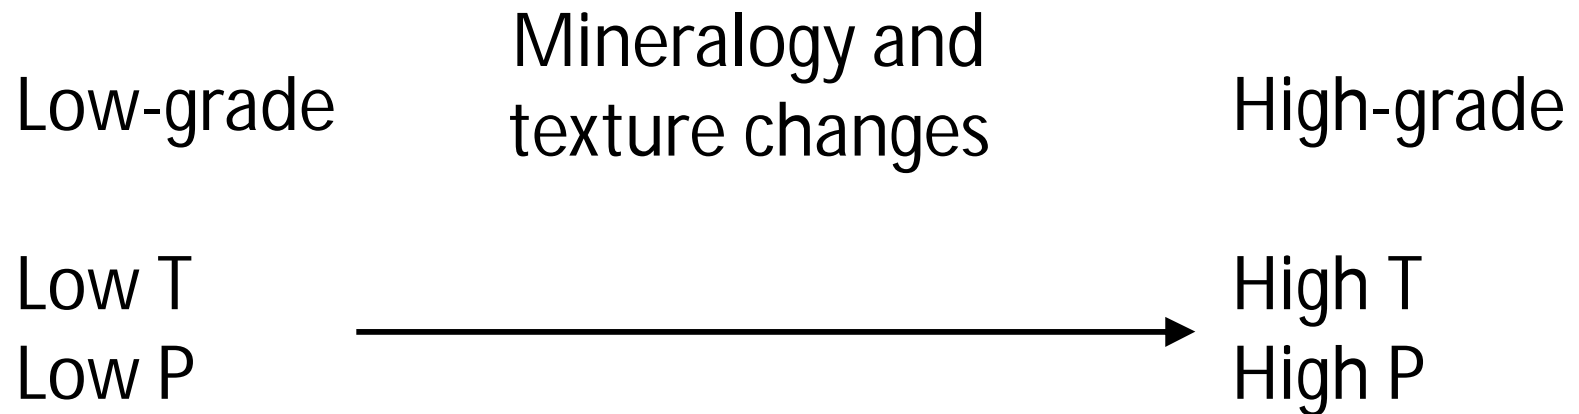 Low-grade
Mineralogy and
texture changes
High-grade
Low T
Low P
High T
High P